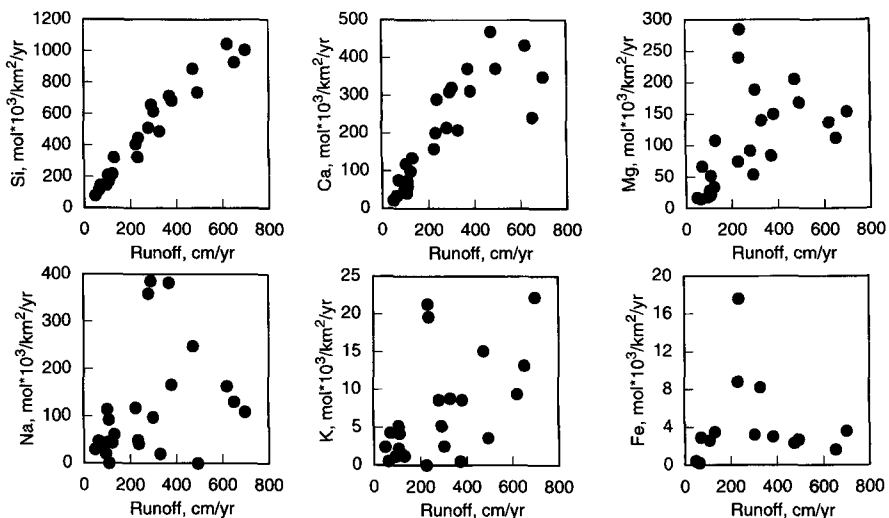 Si, mol*10³/km²/yr
1200
1000
800
600
400
200
0
0 200 400 600 800
Runoff, cm/yr
Ca, mol*10³/km²/yr
500
400
300
200
100
0
0 200 400 600 800
Runoff, cm/yr
Mg, mol*10³/km²/yr
300
250
200
150
100
50
0
0 200 400 600 800
Runoff, cm/yr
Na, mol*10³/km²/yr
400
300
200
100
0
0 200 400 600 800
Runoff, cm/yr
K, mol*10³/km²/yr
25
20
15
10
5
0
0 200 400 600 800
Runoff, cm/yr
Fe, mol*10³/km²/yr
20
16
12
8
4
0
0 200 400 600 800
Runoff, cm/yr